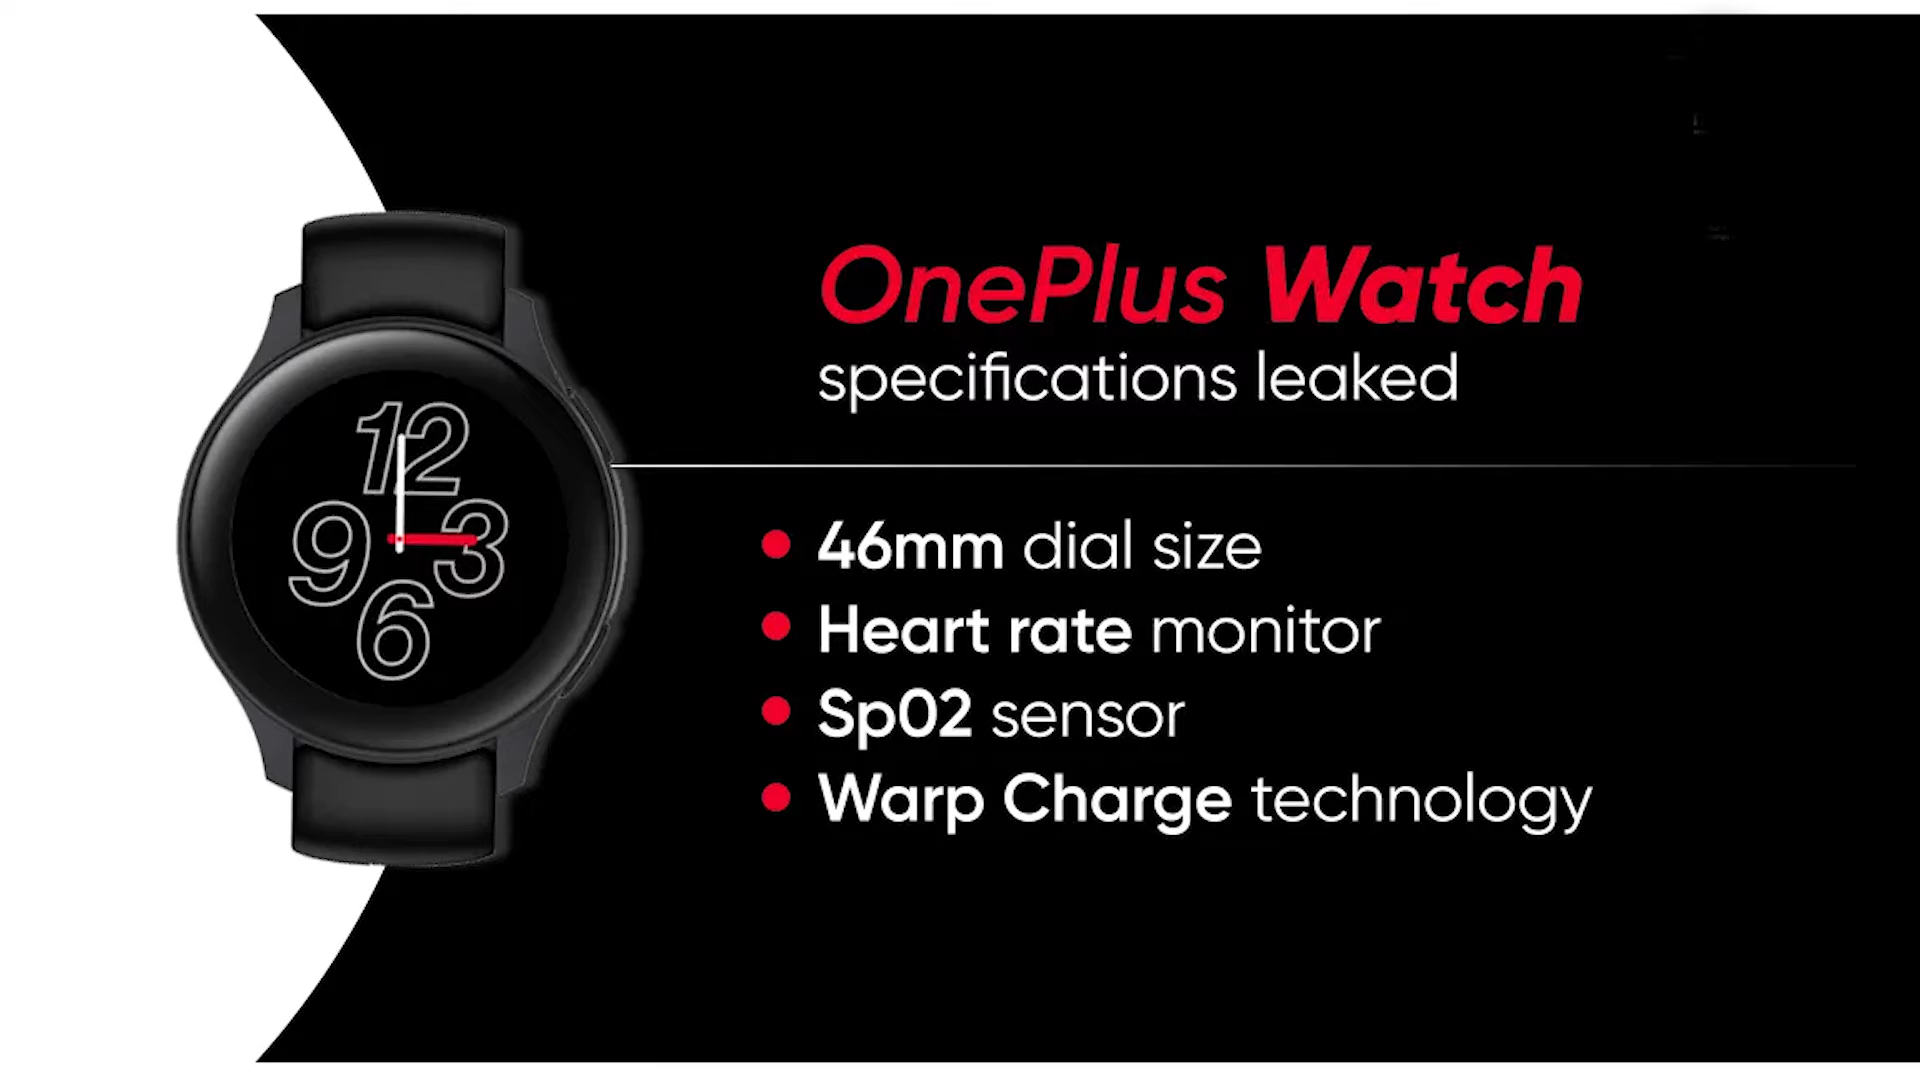 OnePlus Watch
specifications leaked
12
9 3
6
46mm dial size
Heart rate monitor
Sp02 sensor
Warp Charge technology